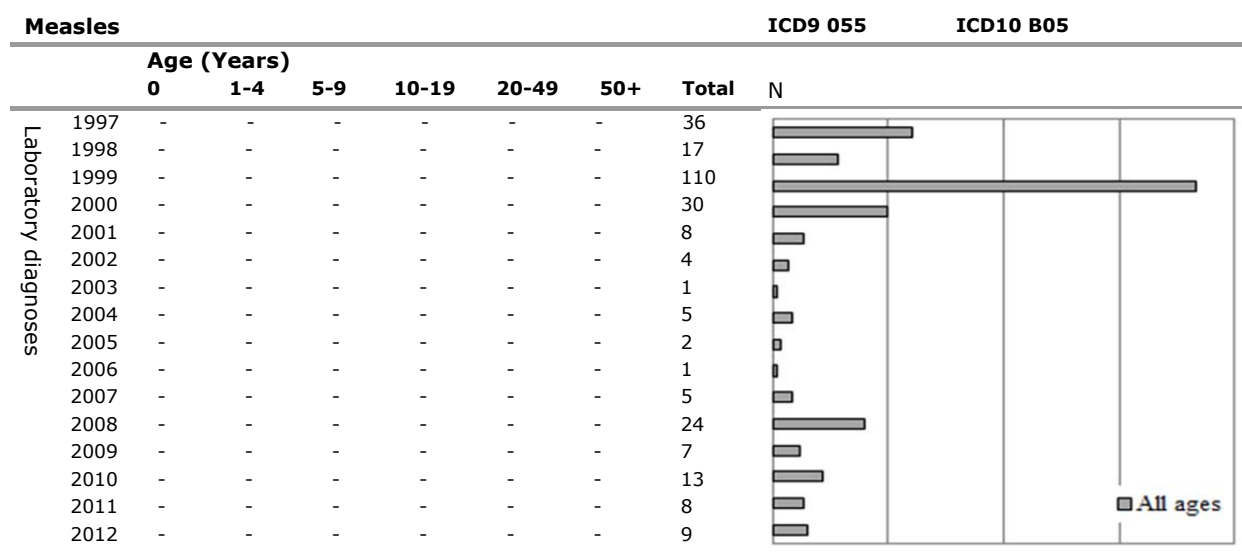 Measles ICD9 055 ICD10 B05
Age (Years)
0 1-4 5-9 10-19 20-49 50+ Total N
Laboratory diagnoses
1997 - - - - - - 36
1998 - - - - - - 17
1999 - - - - - - 110
2000 - - - - - - 30
2001 - - - - - - 8
2002 - - - - - - 4
2003 - - - - - - 1
2004 - - - - - - 5
2005 - - - - - - 2
2006 - - - - - - 1
2007 - - - - - - 5
2008 - - - - - - 24
2009 - - - - - - 7
2010 - - - - - - 13
2011 - - - - - - 8
2012 - - - - - - 9
All ages